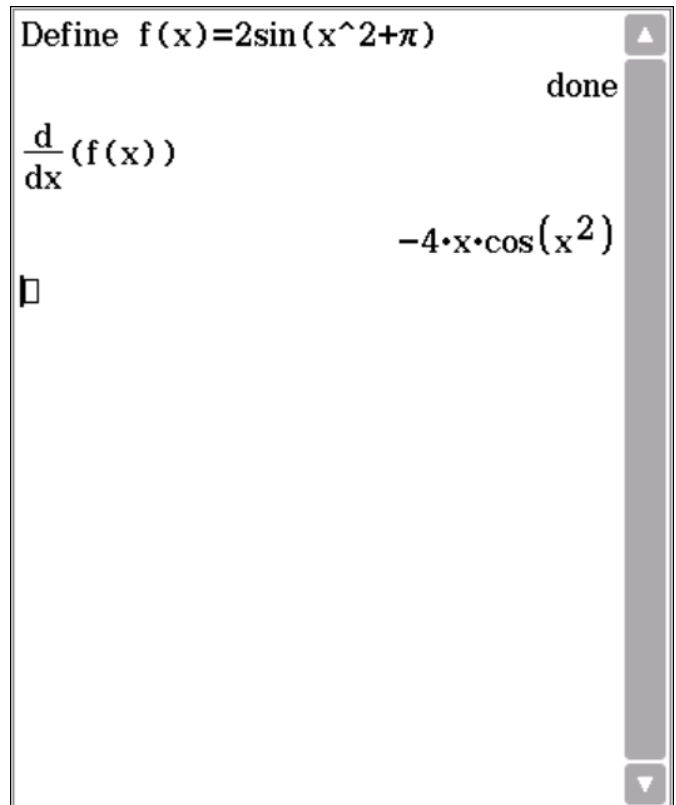 Define f(x)=2sin(x^2+π)
done
d/dx(f(x))
−4·x·cos(x²)